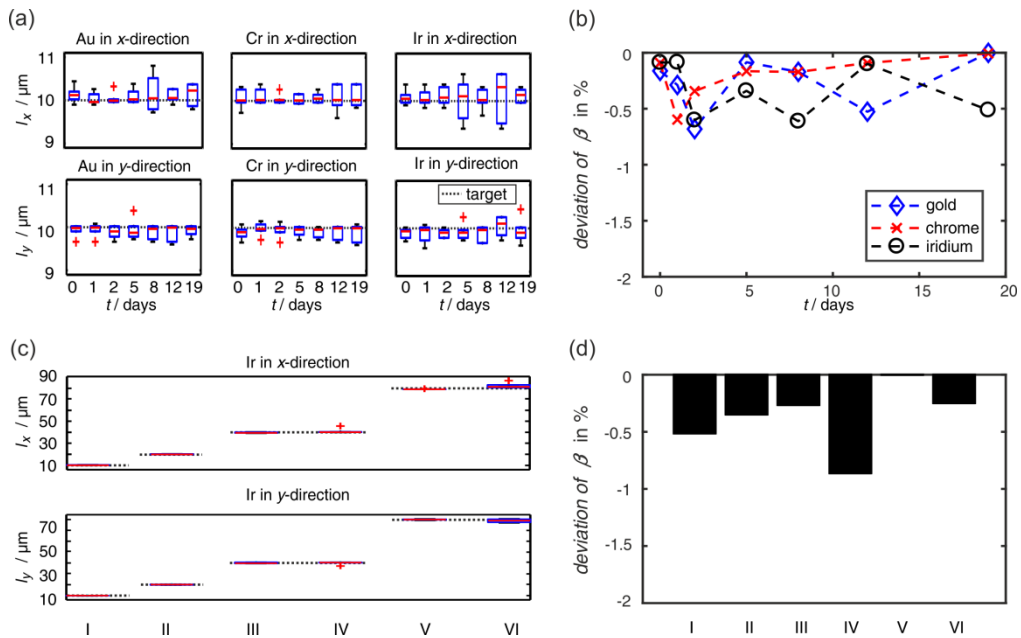 (a)
Au in x-direction
Cr in x-direction
Ir in x-direction
11
10
9
lx / µm
Au in y-direction
Cr in y-direction
Ir in y-direction
11
10
9
ly / µm
target
0 1 2 5 8 12 19
0 1 2 5 8 12 19
0 1 2 5 8 12 19
t / days
t / days
t / days
(b)
0
-0.5
-1
-1.5
-2
deviation of β in %
gold
chrome
iridium
0 5 10 15 20
t / days
(c)
Ir in x-direction
90
70
50
30
10
lx / µm
Ir in y-direction
70
50
30
10
ly / µm
I II III IV V VI
(d)
0
-0.5
-1
-1.5
-2
deviation of β in %
I II III IV V VI